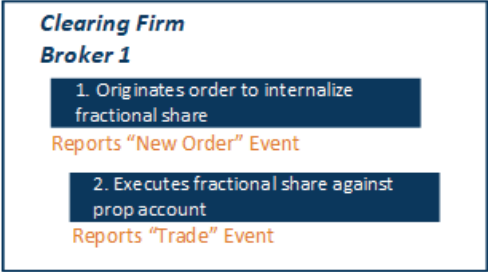 Clearing Firm
Broker 1
1. Originates order to internalize
fractional share
Reports “New Order” Event
2. Executes fractional share against
prop account
Reports “Trade” Event